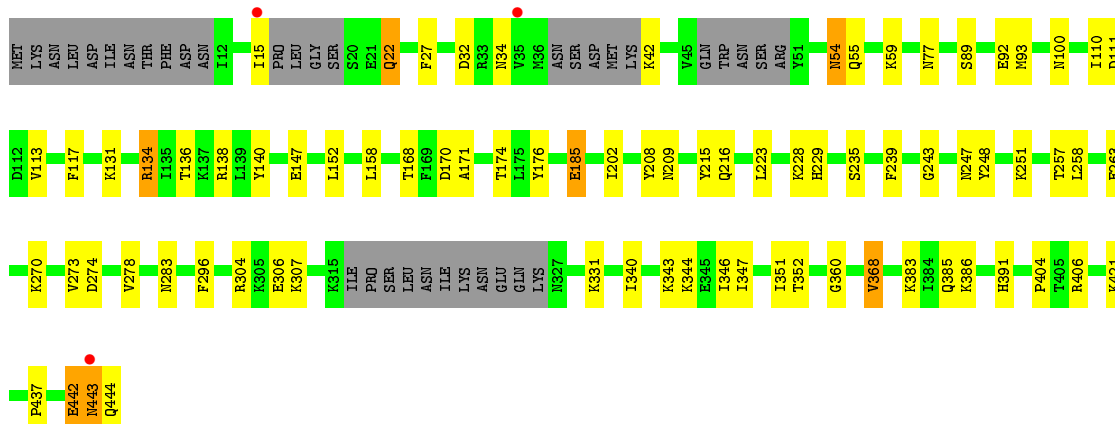 MET LYS ASN LEU ASP ILE ASN THR PHE ASP ASN I12 I15 PRO LEU GLY SER S20 E21 Q22 F27 D32 R33 N34 V35 M36 ASN SER ASP MET LYS K42 V45 GLN TRP ASN SER ARG Y51 N54 Q55 K59 N77 S89 E92 M93 N100 I110 D111
D112 V113 F117 K131 R134 I135 T136 K137 R138 L139 Y140 E147 L152 L158 T168 F169 D170 A171 T174 L175 Y176 E185 I202 Y208 N209 Y215 Q216 L223 K228 H229 S235 F239 G243 N247 Y248 K251 T257 L258
K270 V273 D274 V278 N283 F296 R304 K305 E306 K307 K315 ILE PRO SER LEU ASN ILE LYS ASN GLU GLN LYS N327 K331 I340 K343 K344 E345 I346 I347 I351 T352 G360 V368 K383 I384 Q385 K386 H391 P404 T405 R406
P437 E442 N443 Q444